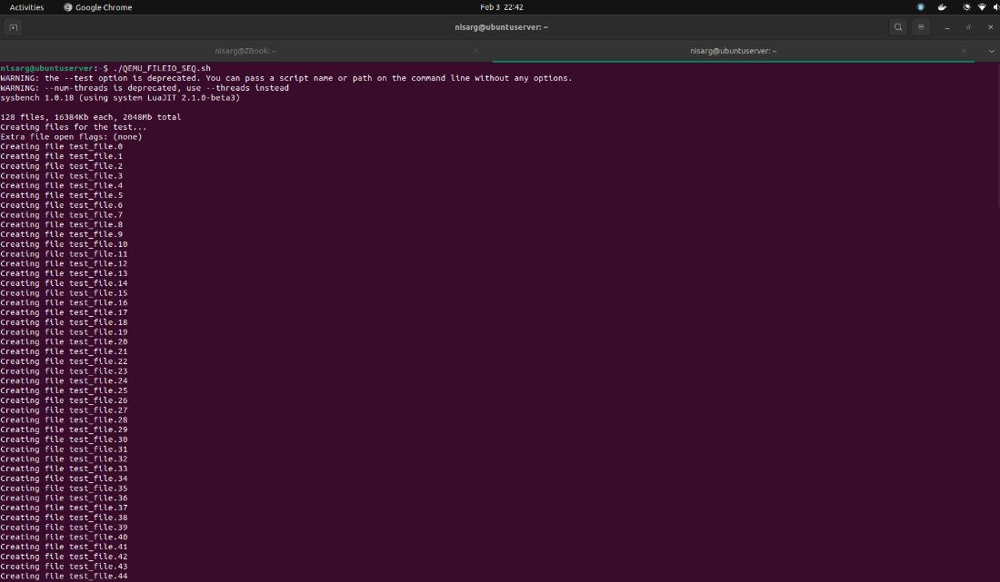 Activities Google Chrome Feb 3 22:42
nisarg@ubuntuserver: ~
nisarg@ZBook: ~ nisarg@ubuntuserver: ~
nisarg@ubuntuserver:~$ ./QEMU_FILEIO_SEQ.sh
WARNING: the --test option is deprecated. You can pass a script name or path on the command line without any options.
WARNING: --num-threads is deprecated, use --threads instead
sysbench 1.0.18 (using system LuaJIT 2.1.0-beta3)
128 files, 16384Kb each, 2048Mb total
Creating files for the test...
Extra file open flags: (none)
Creating file test_file.0
Creating file test_file.1
Creating file test_file.2
Creating file test_file.3
Creating file test_file.4
Creating file test_file.5
Creating file test_file.6
Creating file test_file.7
Creating file test_file.8
Creating file test_file.9
Creating file test_file.10
Creating file test_file.11
Creating file test_file.12
Creating file test_file.13
Creating file test_file.14
Creating file test_file.15
Creating file test_file.16
Creating file test_file.17
Creating file test_file.18
Creating file test_file.19
Creating file test_file.20
Creating file test_file.21
Creating file test_file.22
Creating file test_file.23
Creating file test_file.24
Creating file test_file.25
Creating file test_file.26
Creating file test_file.27
Creating file test_file.28
Creating file test_file.29
Creating file test_file.30
Creating file test_file.31
Creating file test_file.32
Creating file test_file.33
Creating file test_file.34
Creating file test_file.35
Creating file test_file.36
Creating file test_file.37
Creating file test_file.38
Creating file test_file.39
Creating file test_file.40
Creating file test_file.41
Creating file test_file.42
Creating file test_file.43
Creating file test_file.44